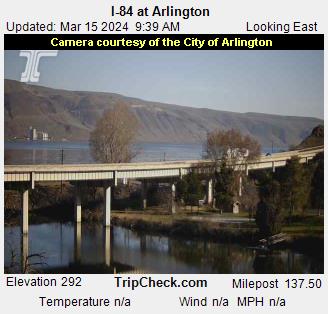 I-84 at Arlington
Updated: Mar 15 2024 9:39 AM Looking East
Camera courtesy of the City of Arlington
Elevation 292 TripCheck.com Milepost 137.50
Temperature n/a Wind n/a MPH n/a